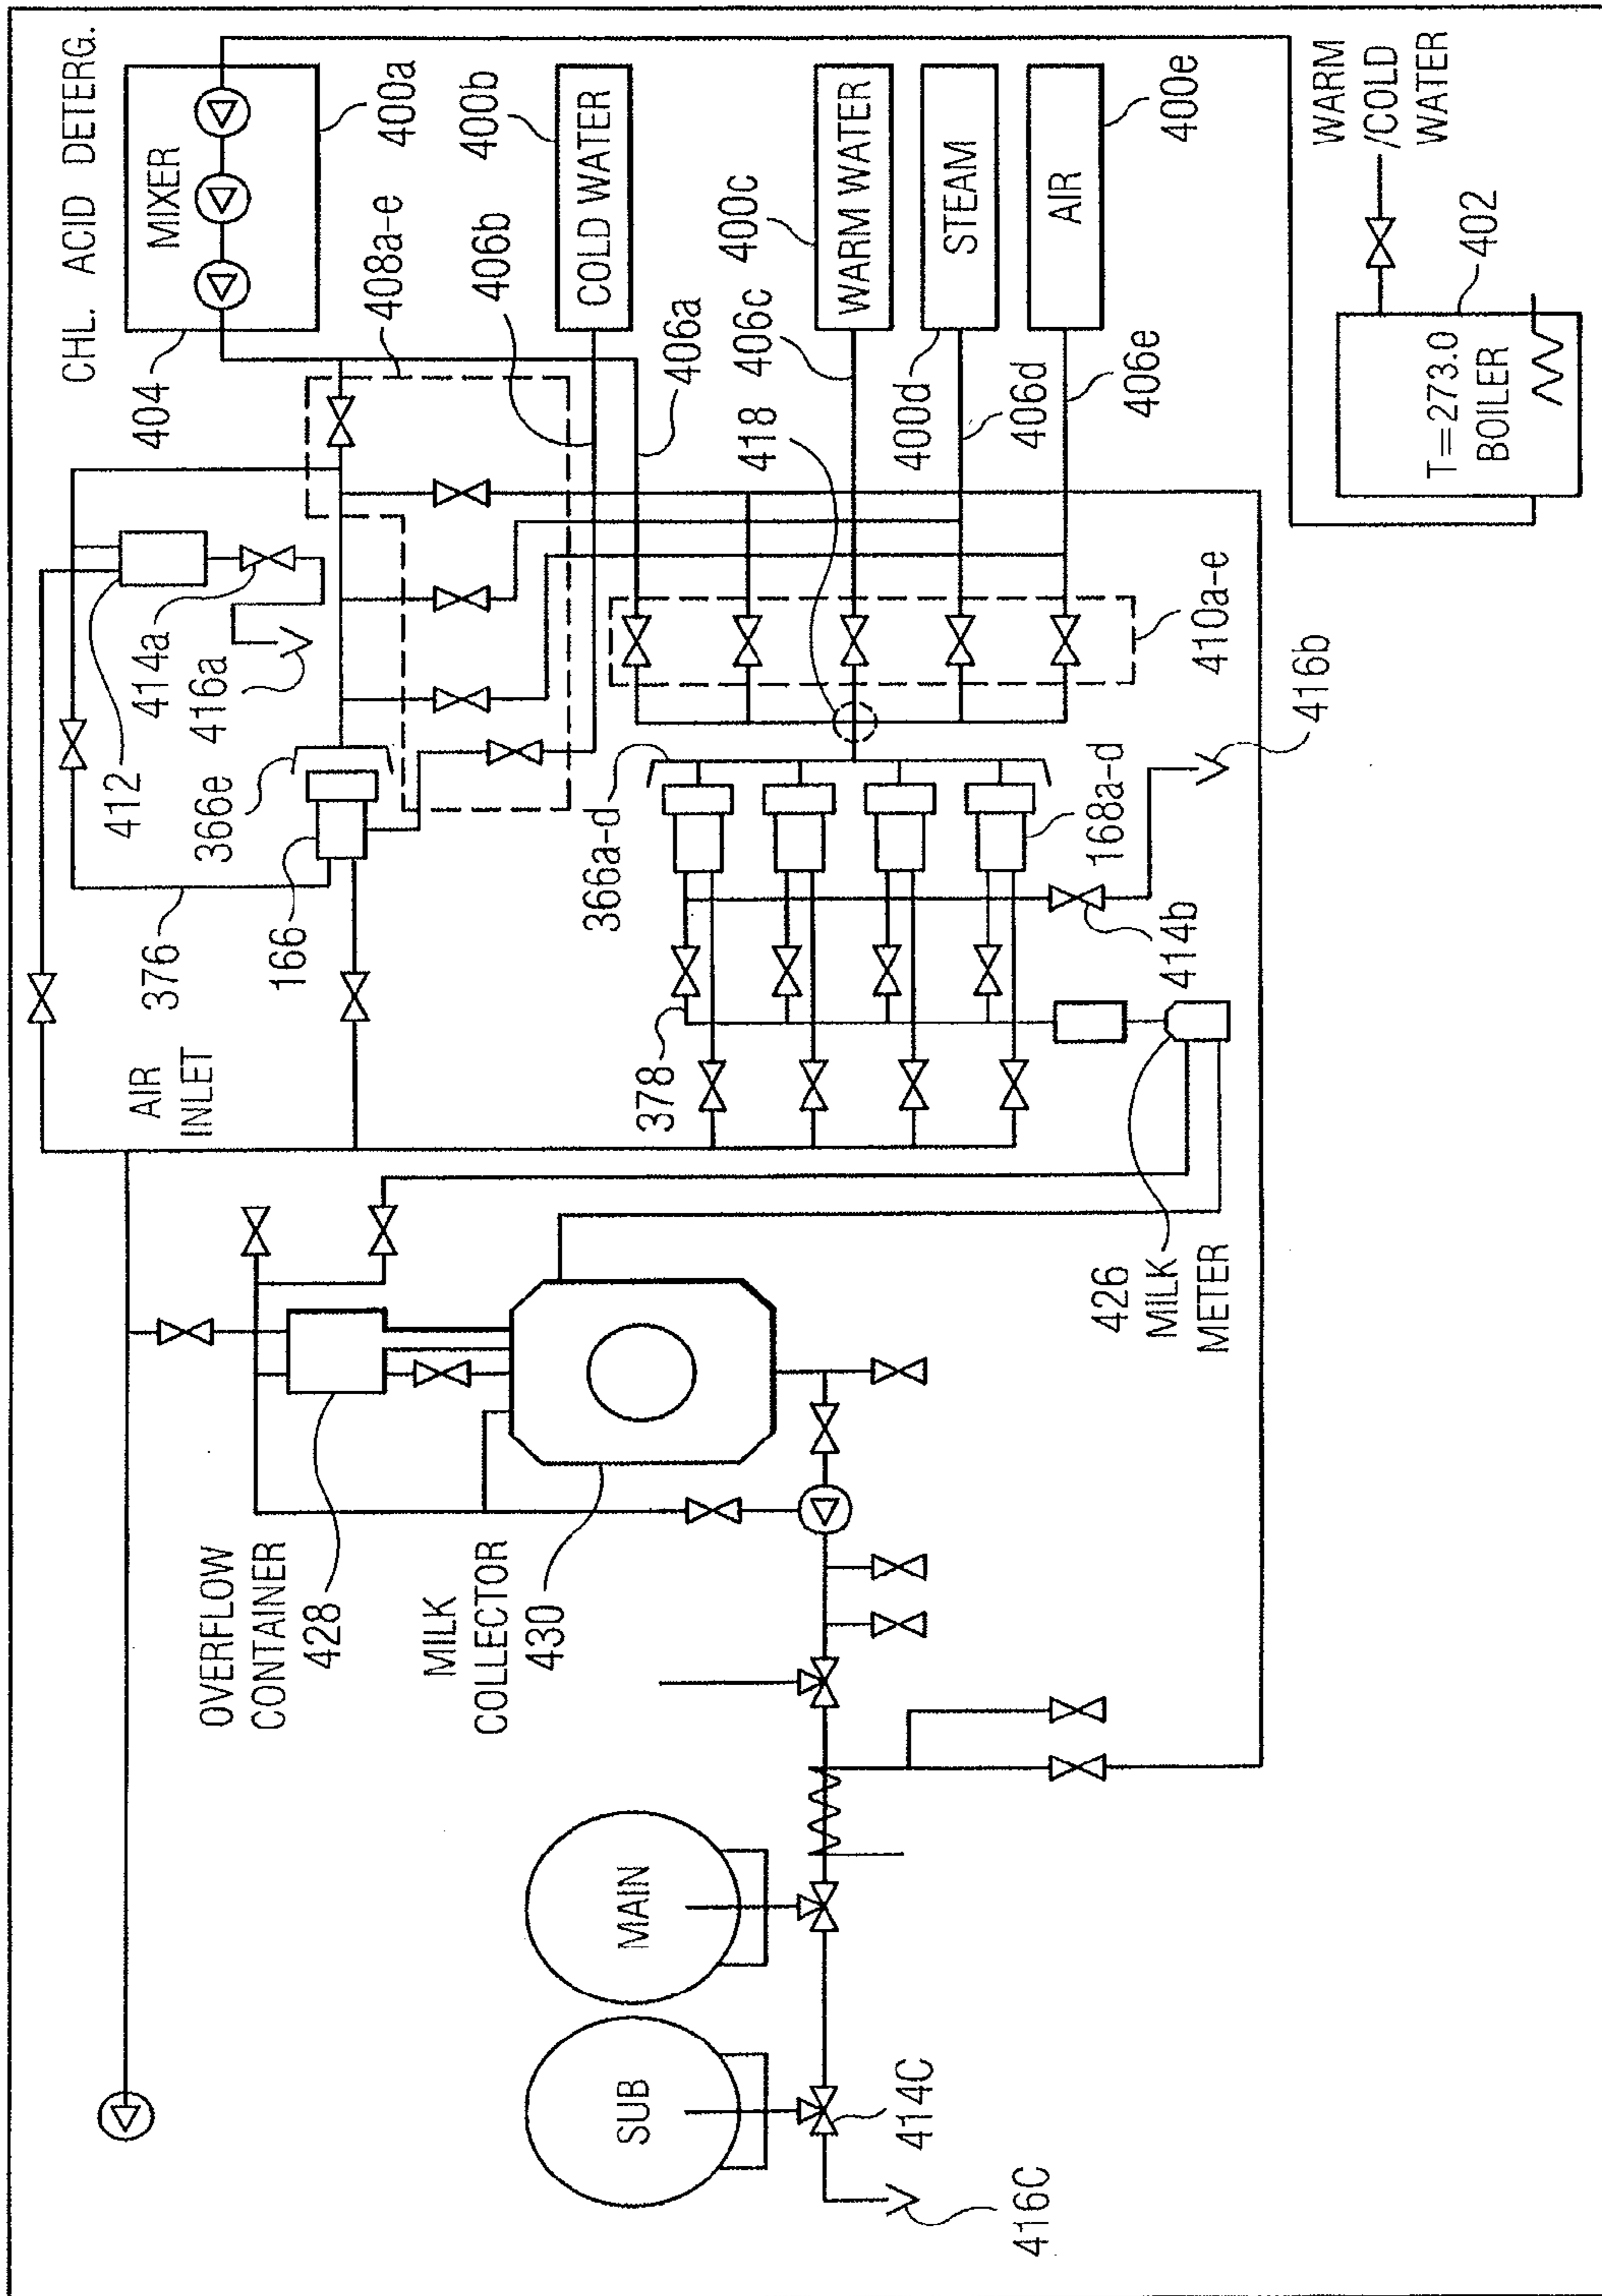 CHL. ACID DETERG.
MIXER
404
400a
408a-e
400b
COLD WATER
406b
406a
400c
WARM WATER
406c
418
400d
STEAM
406d
400e
AIR
406e
WARM
/COLD
WATER
402
T=273.0
BOILER
412
414a
416a
366e
376
166
410a-e
416b
366a-d
168a-d
414b
378
AIR
INLET
426
MILK
METER
OVERFLOW
CONTAINER
428
MILK
COLLECTOR
430
MAIN
SUB
414C
416C